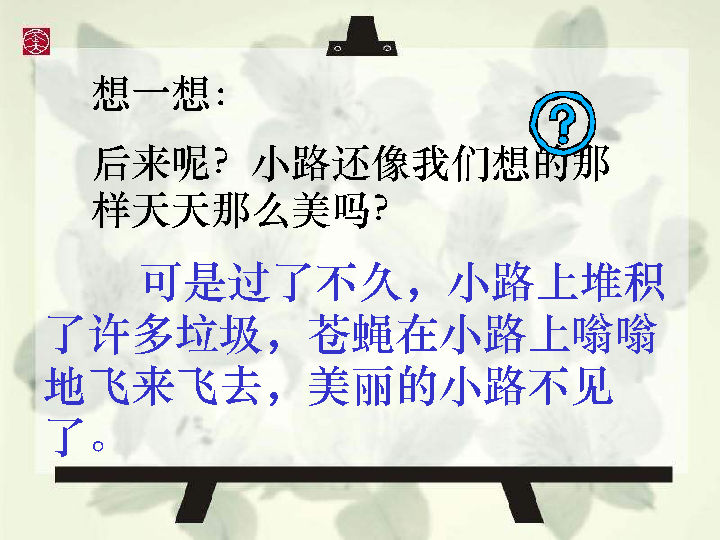 想一想：
后来呢？小路还像我们想的那
样天天那么美吗？
可是过了不久，小路上堆积
了许多垃圾，苍蝇在小路上嗡嗡
地飞来飞去，美丽的小路不见
了。